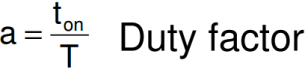 a = t_on / T Duty factor